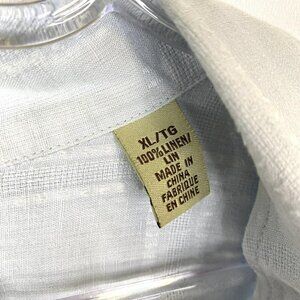 XL/TG
100% LINEN/
LIN
MADE IN
CHINA
FABRIQUE
EN CHINE